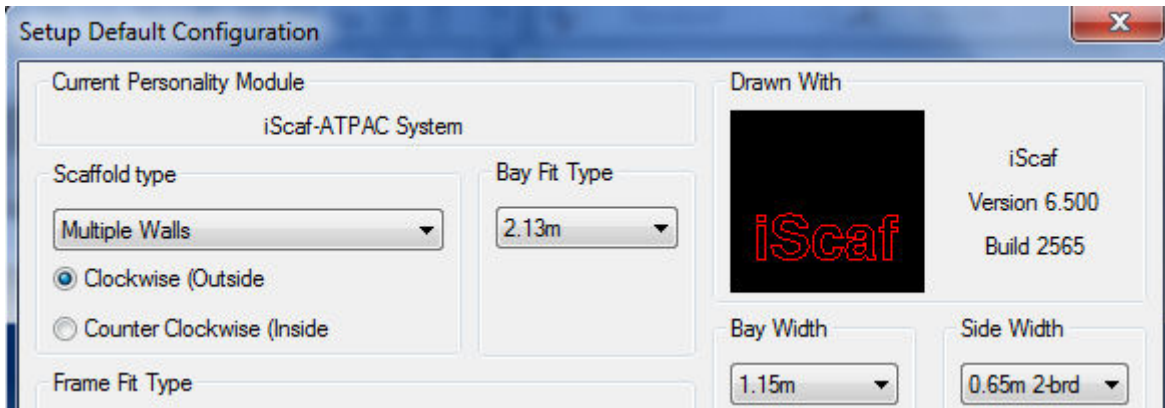 Setup Default Configuration
Current Personality Module
iScaf-ATPAC System
Scaffold type
Multiple Walls
Clockwise (Outside
Counter Clockwise (Inside
Bay Fit Type
2.13m
Drawn With
iScaf
iScaf
Version 6.500
Build 2565
Bay Width
1.15m
Side Width
0.65m 2-brd
Frame Fit Type